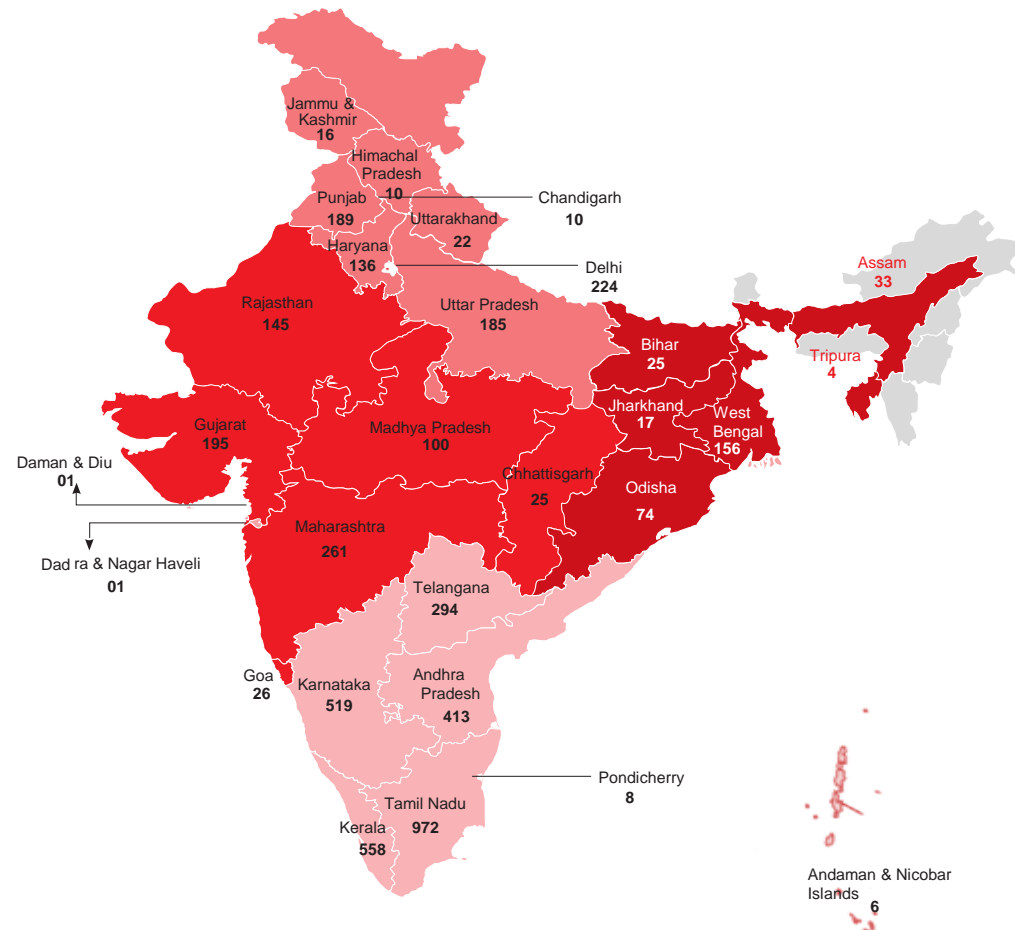 Jammu &
Kashmir
16
Himachal
Pradesh
10
Chandigarh
10
Punjab
189
Uttarakhand
22
Haryana
136
Delhi
224
Assam
33
Rajasthan
145
Uttar Pradesh
185
Bihar
25
Tripura
4
Jharkhand
17
West
Bengal
156
Gujarat
195
Madhya Pradesh
100
Daman & Diu
01
Chhattisgarh
25
Odisha
74
Maharashtra
261
Dad ra & Nagar Haveli
01
Telangana
294
Goa
26
Karnataka
519
Andhra
Pradesh
413
Pondicherry
8
Tamil Nadu
972
Kerala
558
Andaman & Nicobar
Islands
6